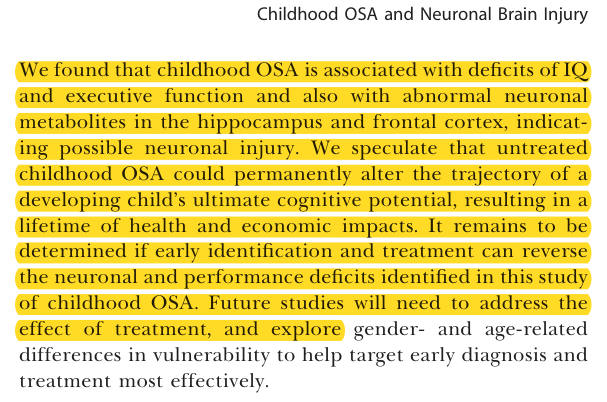 Childhood OSA and Neuronal Brain Injury
We found that childhood OSA is associated with deficits of IQ
and executive function and also with abnormal neuronal
metabolites in the hippocampus and frontal cortex, indicat-
ing possible neuronal injury. We speculate that untreated
childhood OSA could permanently alter the trajectory of a
developing child's ultimate cognitive potential, resulting in a
lifetime of health and economic impacts. It remains to be
determined if early identification and treatment can reverse
the neuronal and performance deficits identified in this study
of childhood OSA. Future studies will need to address the
effect of treatment, and explore gender- and age-related
differences in vulnerability to help target early diagnosis and
treatment most effectively.